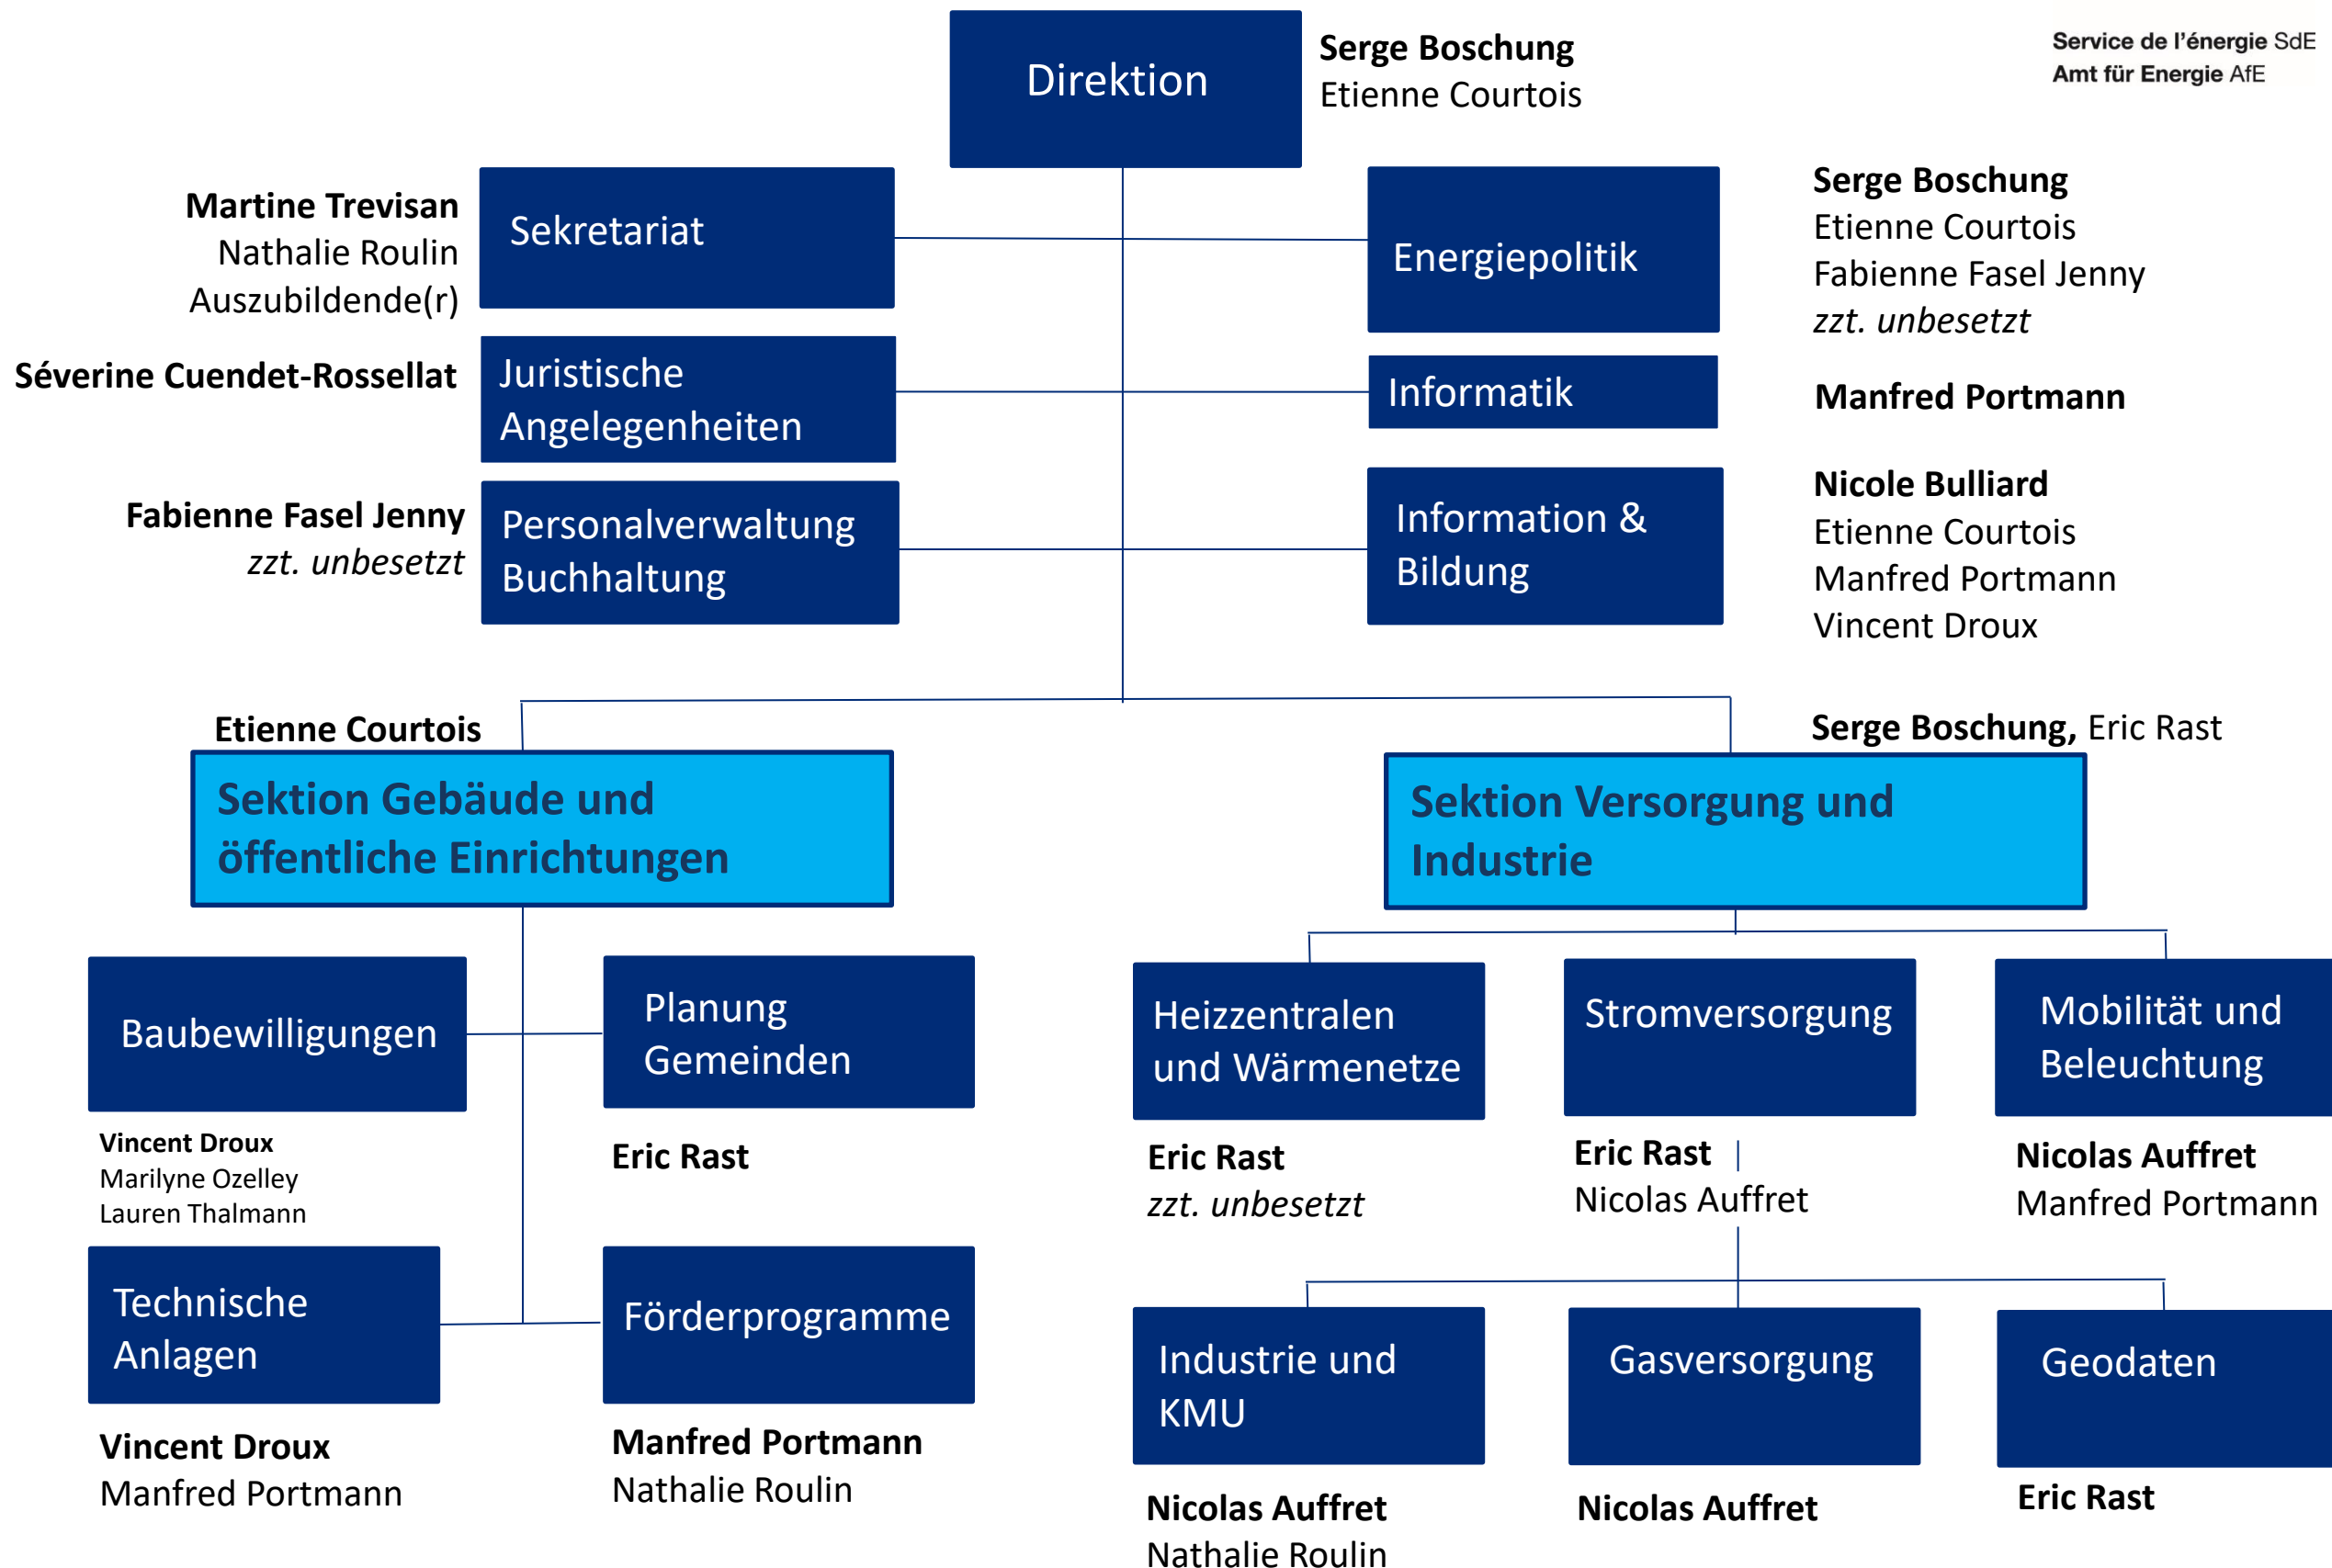 Direktion
Serge Boschung
Etienne Courtois
Service de l'énergie SdE
Amt für Energie AfE
Martine Trevisan
Nathalie Roulin
Auszubildende(r)
Sekretariat
Energiepolitik
Serge Boschung
Etienne Courtois
Fabienne Fasel Jenny
zzt. unbesetzt
Séverine Cuendet-Rossellat
Juristische
Angelegenheiten
Informatik
Manfred Portmann
Fabienne Fasel Jenny
zzt. unbesetzt
Personalverwaltung
Buchhaltung
Information &
Bildung
Nicole Bulliard
Etienne Courtois
Manfred Portmann
Vincent Droux
Etienne Courtois
Sektion Gebäude und
öffentliche Einrichtungen
Serge Boschung, Eric Rast
Sektion Versorgung und
Industrie
Baubewilligungen
Vincent Droux
Marilyne Ozelley
Lauren Thalmann
Planung
Gemeinden
Eric Rast
Heizzentralen
und Wärmenetze
Eric Rast
zzt. unbesetzt
Stromversorgung
Eric Rast
Nicolas Auffret
Mobilität und
Beleuchtung
Nicolas Auffret
Manfred Portmann
Technische
Anlagen
Vincent Droux
Manfred Portmann
Förderprogramme
Manfred Portmann
Nathalie Roulin
Industrie und
KMU
Nicolas Auffret
Nathalie Roulin
Gasversorgung
Nicolas Auffret
Geodaten
Eric Rast